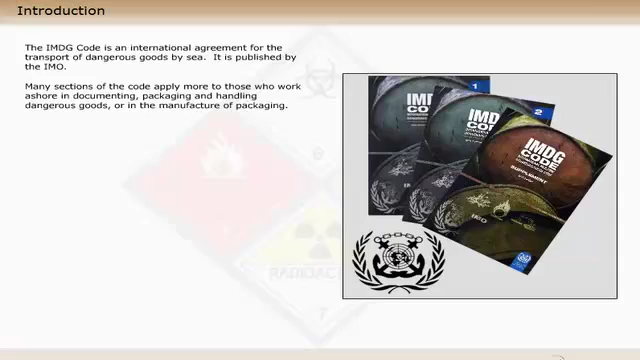 Introduction
The IMDG Code is an international agreement for the
transport of dangerous goods by sea.  It is published by
the IMO.
Many sections of the code apply more to those who work
ashore in documenting, packaging and handling
dangerous goods, or in the manufacture of packaging.
1
IMDG
CODE
2
IMDG
CODE
IMDG
CODE
SUPPLEMENT
IMO
RADIOACT
7